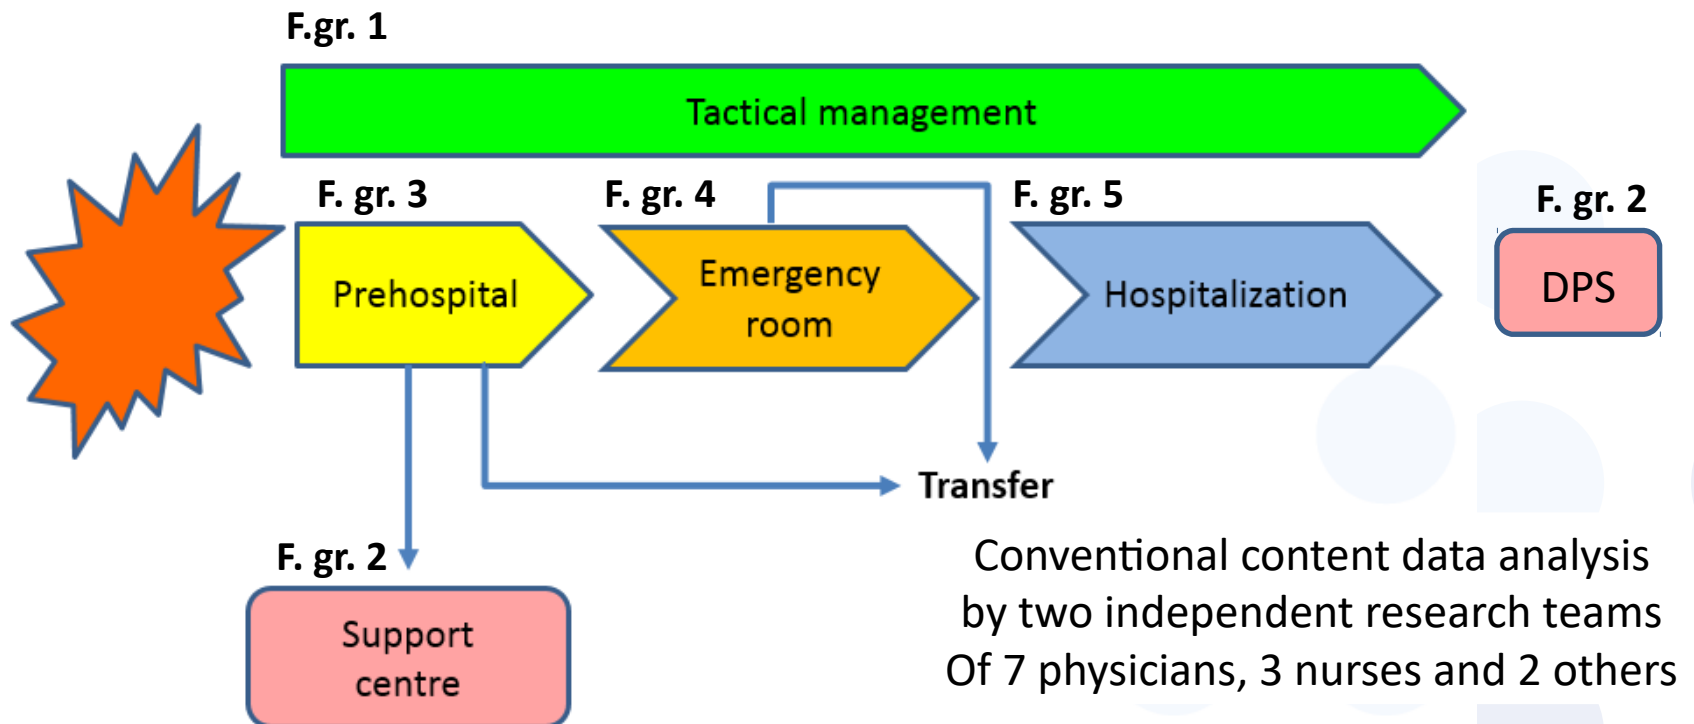 F.gr. 1
Tactical management
F. gr. 3
F. gr. 4
F. gr. 5
F. gr. 2
Prehospital
Emergency
room
Hospitalization
DPS
Transfer
F. gr. 2
Support
centre
Conventional content data analysis
by two independent research teams
Of 7 physicians, 3 nurses and 2 others